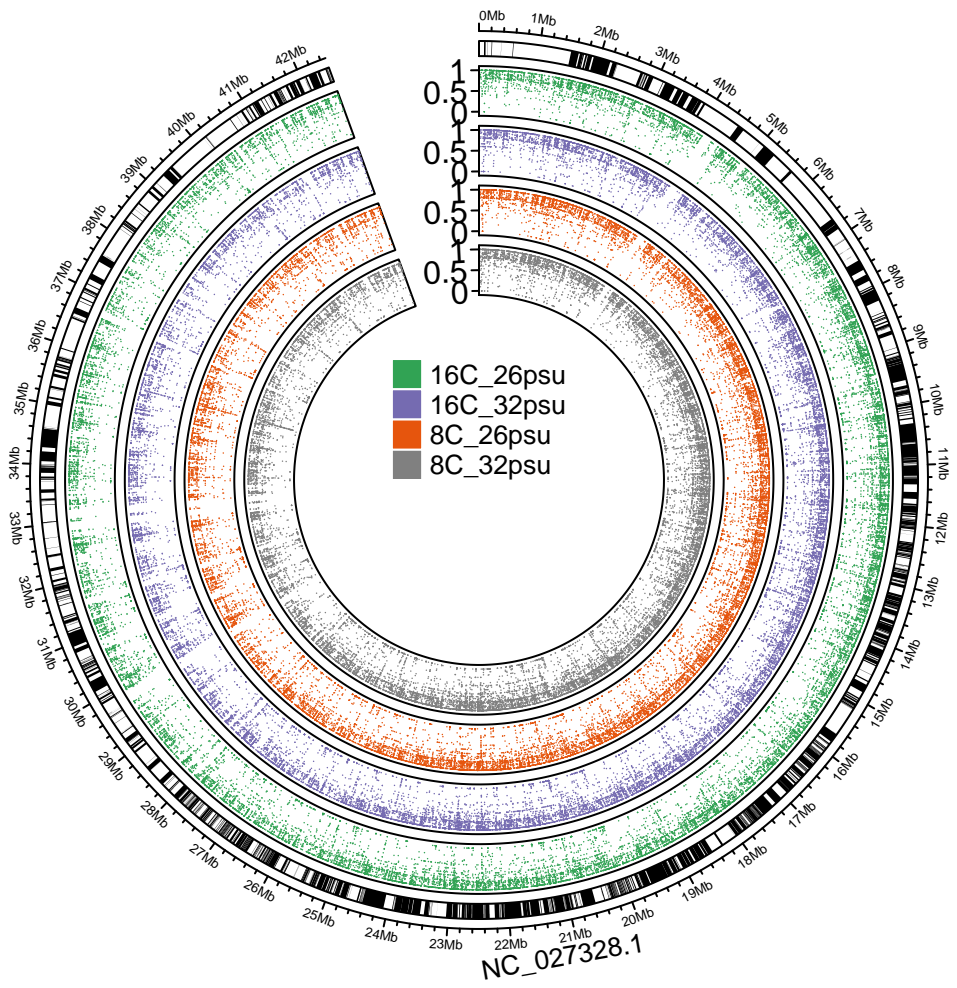 0Mb
1Mb
2Mb
3Mb
4Mb
5Mb
6Mb
7Mb
8Mb
9Mb
10Mb
11Mb
12Mb
13Mb
14Mb
15Mb
16Mb
17Mb
18Mb
19Mb
20Mb
21Mb
22Mb
23Mb
24Mb
25Mb
26Mb
27Mb
28Mb
29Mb
30Mb
31Mb
32Mb
33Mb
34Mb
35Mb
36Mb
37Mb
38Mb
39Mb
40Mb
41Mb
42Mb
1
0.5
0
1
0.5
0
1
0.5
0
1
0.5
0
16C_26psu
16C_32psu
8C_26psu
8C_32psu
NC_027328.1